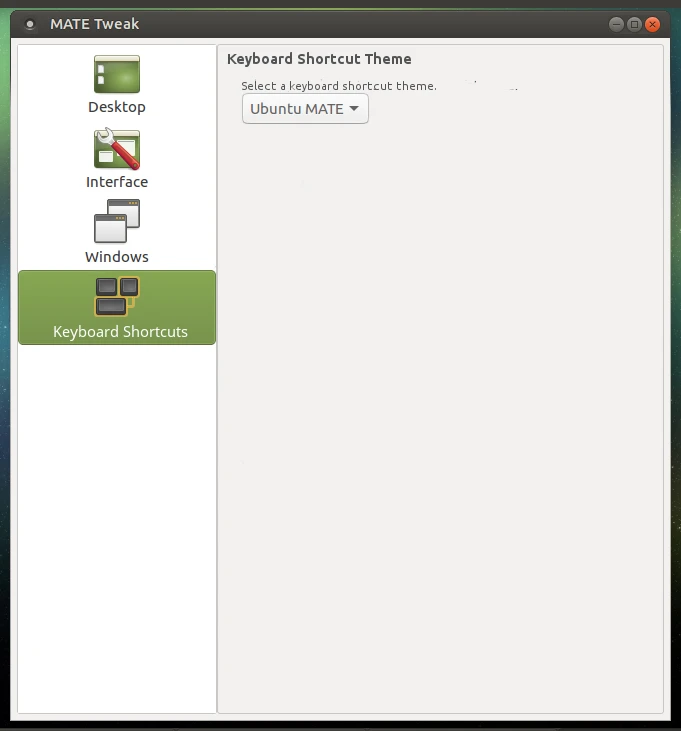 MATE Tweak
Desktop
Interface
Windows
Keyboard Shortcuts
Keyboard Shortcut Theme
Select a keyboard shortcut theme.
Ubuntu MATE